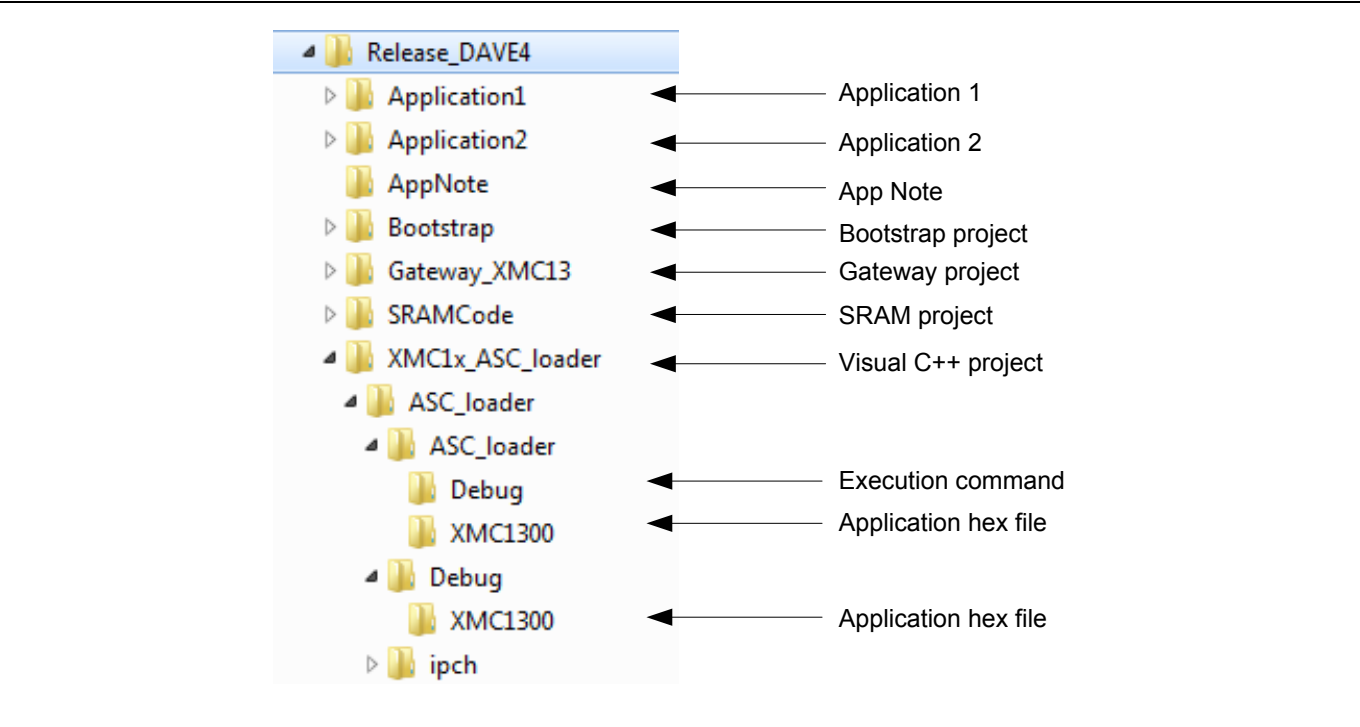 Release_DAVE4
Application1 Application 1
Application2 Application 2
AppNote App Note
Bootstrap Bootstrap project
Gateway_XMC13 Gateway project
SRAMCode SRAM project
XMC1x_ASC_loader Visual C++ project
ASC_loader
ASC_loader
Debug Execution command
XMC1300 Application hex file
Debug
XMC1300 Application hex file
ipch